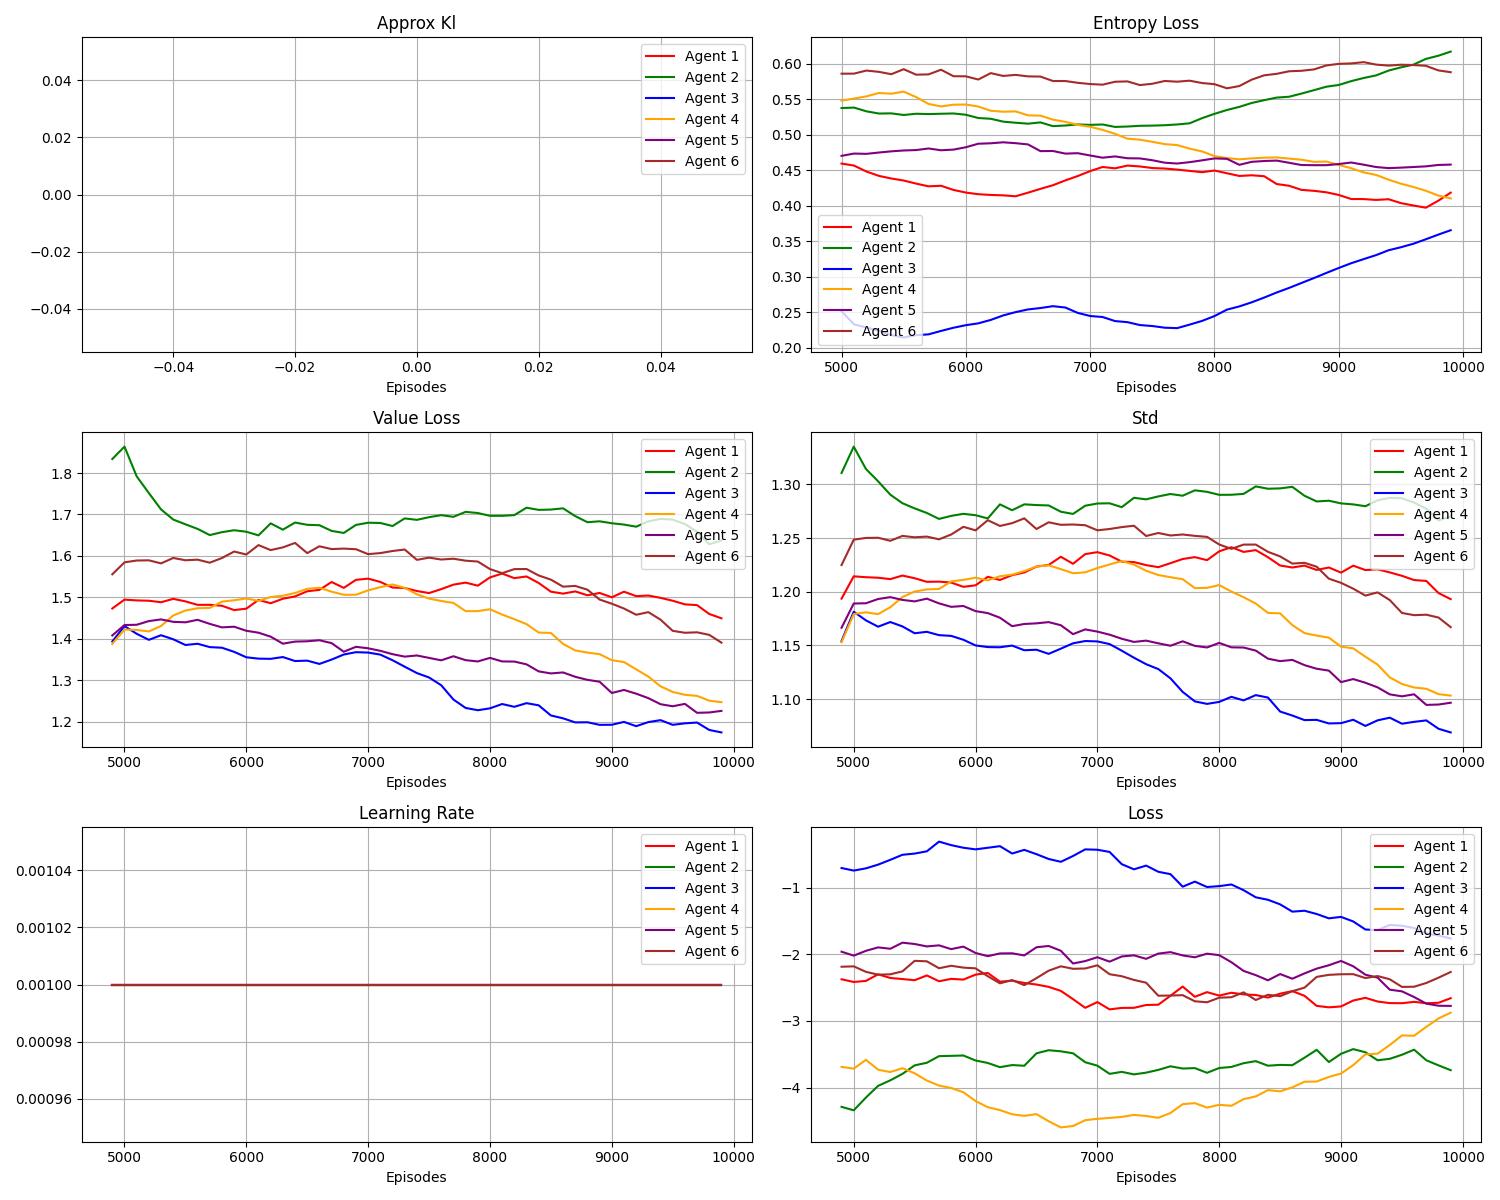 Approx Kl
0.04
0.02
0.00
−0.02
−0.04
−0.04 −0.02 0.00 0.02 0.04
Episodes
Agent 1
Agent 2
Agent 3
Agent 4
Agent 5
Agent 6
Entropy Loss
0.60
0.55
0.50
0.45
0.40
0.35
0.30
0.25
0.20
Agent 1
Agent 2
Agent 3
Agent 4
Agent 5
Agent 6
5000 6000 7000 8000 9000 10000
Episodes
Value Loss
1.8
1.7
1.6
1.5
1.4
1.3
1.2
Agent 1
Agent 2
Agent 3
Agent 4
Agent 5
Agent 6
5000 6000 7000 8000 9000 10000
Episodes
Std
1.30
1.25
1.20
1.15
1.10
Agent 1
Agent 2
Agent 3
Agent 4
Agent 5
Agent 6
5000 6000 7000 8000 9000 10000
Episodes
Learning Rate
0.00104
0.00102
0.00100
0.00098
0.00096
Agent 1
Agent 2
Agent 3
Agent 4
Agent 5
Agent 6
5000 6000 7000 8000 9000 10000
Episodes
Loss
−1
−2
−3
−4
Agent 1
Agent 2
Agent 3
Agent 4
Agent 5
Agent 6
5000 6000 7000 8000 9000 10000
Episodes